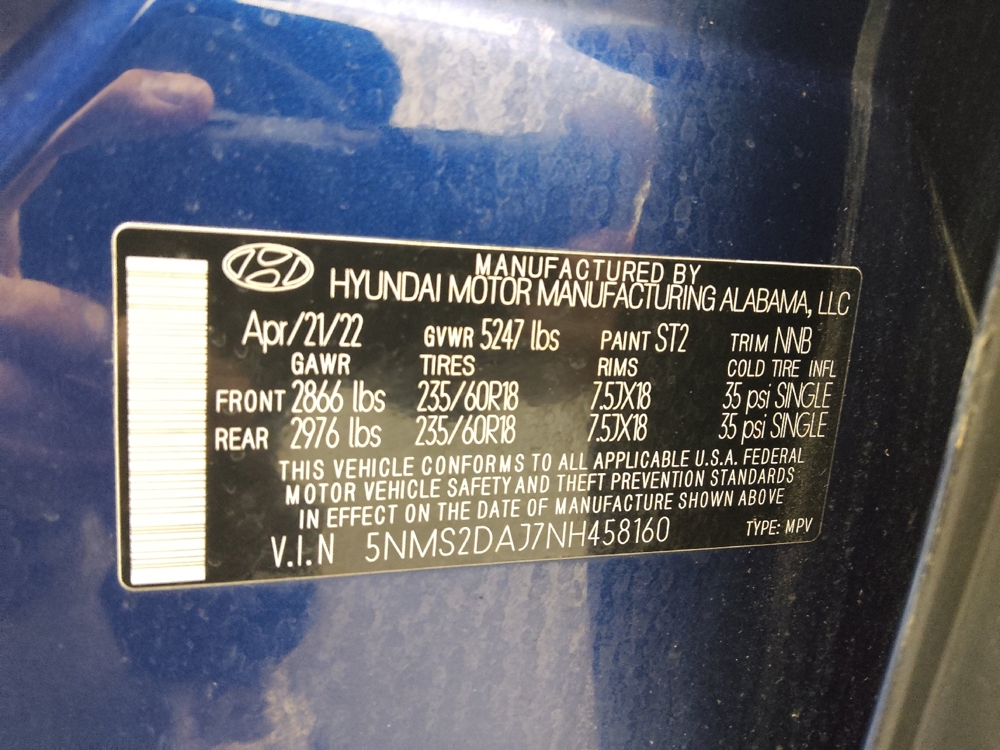 MANUFACTURED BY
HYUNDAI MOTOR MANUFACTURING ALABAMA, LLC
Apr/21/22 GVWR 5247 lbs PAINT ST2 TRIM NNB
GAWR TIRES RIMS COLD TIRE INFL
FRONT 2866 lbs 235/60R18 7.5JX18 35 psi SINGLE
REAR 2976 lbs 235/60R18 7.5JX18 35 psi SINGLE
THIS VEHICLE CONFORMS TO ALL APPLICABLE U.S.A. FEDERAL
MOTOR VEHICLE SAFETY AND THEFT PREVENTION STANDARDS
IN EFFECT ON THE DATE OF MANUFACTURE SHOWN ABOVE
V.I.N 5NMS2DAJ7NH458160 TYPE: MPV